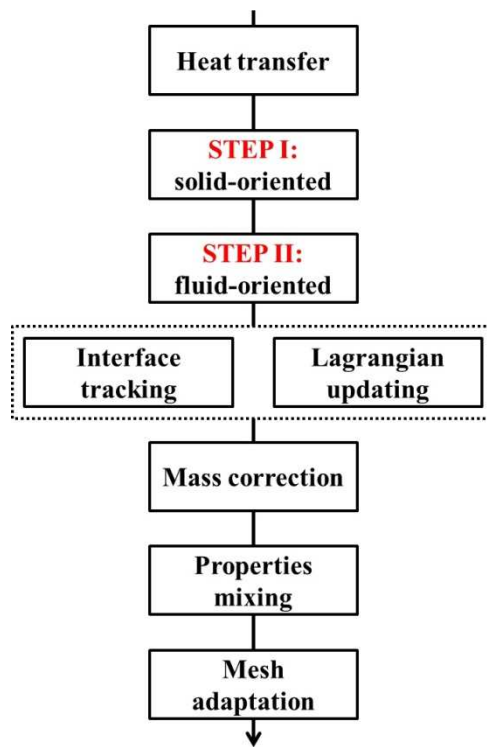 Heat transfer
STEP I:
solid-oriented
STEP II:
fluid-oriented
Interface
tracking
Lagrangian
updating
Mass correction
Properties
mixing
Mesh
adaptation